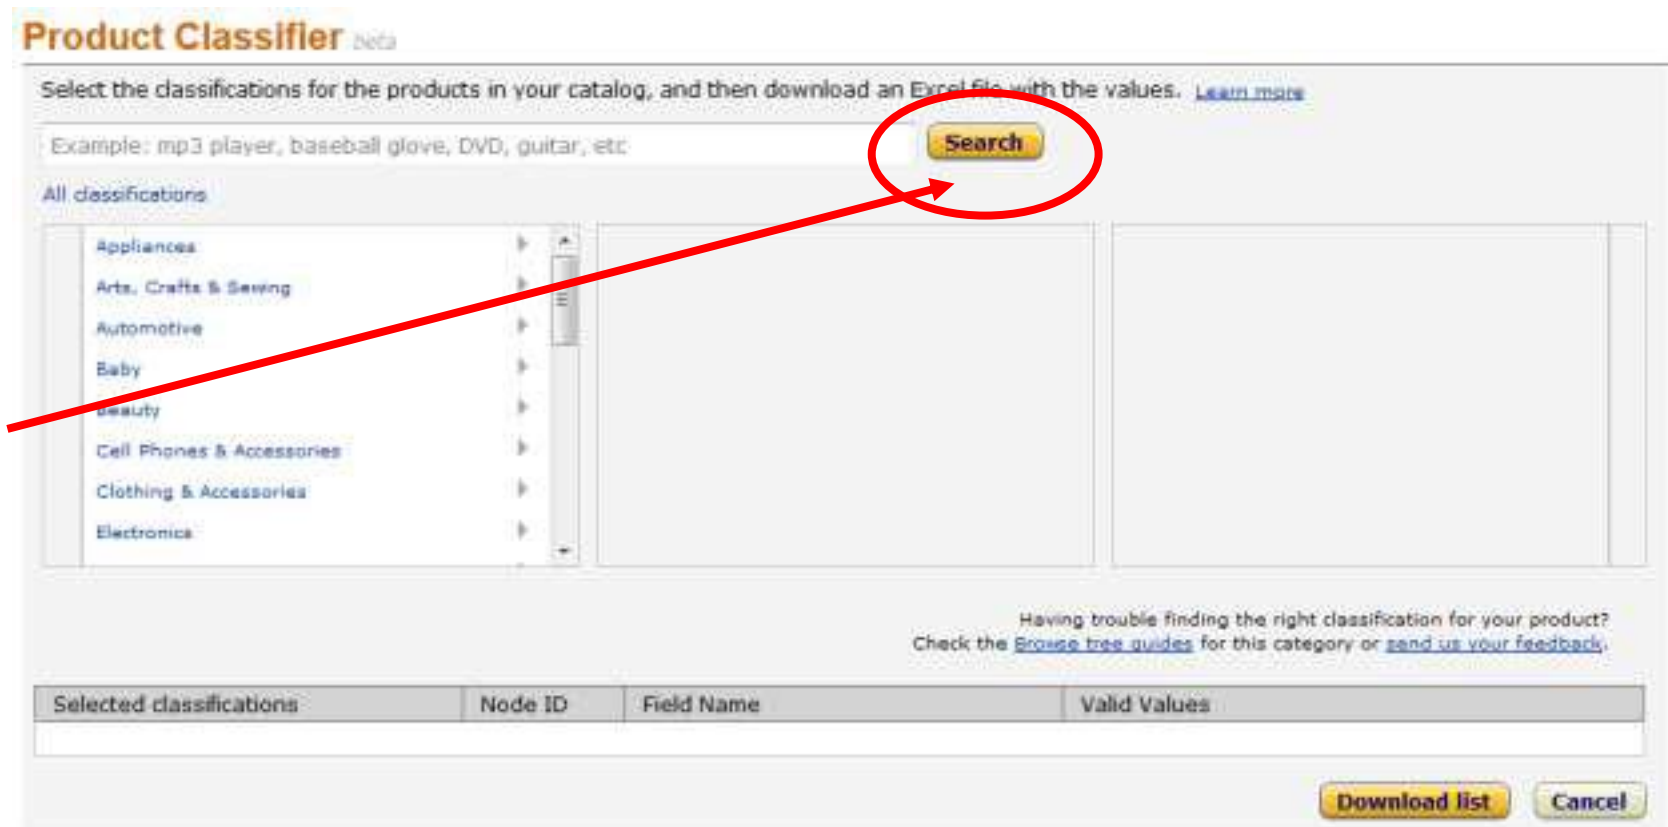 Product Classifier beta
Select the classifications for the products in your catalog, and then download an Excel file with the values. Learn more
Example: mp3 player, baseball glove, DVD, guitar, etc
Search
All classifications
Appliances
Arts, Crafts & Sewing
Automotive
Baby
Beauty
Cell Phones & Accessories
Clothing & Accessories
Electronics
Having trouble finding the right classification for your product?
Check the Browse tree guides for this category or send us your feedback.
Selected classifications Node ID Field Name Valid Values
Download list Cancel